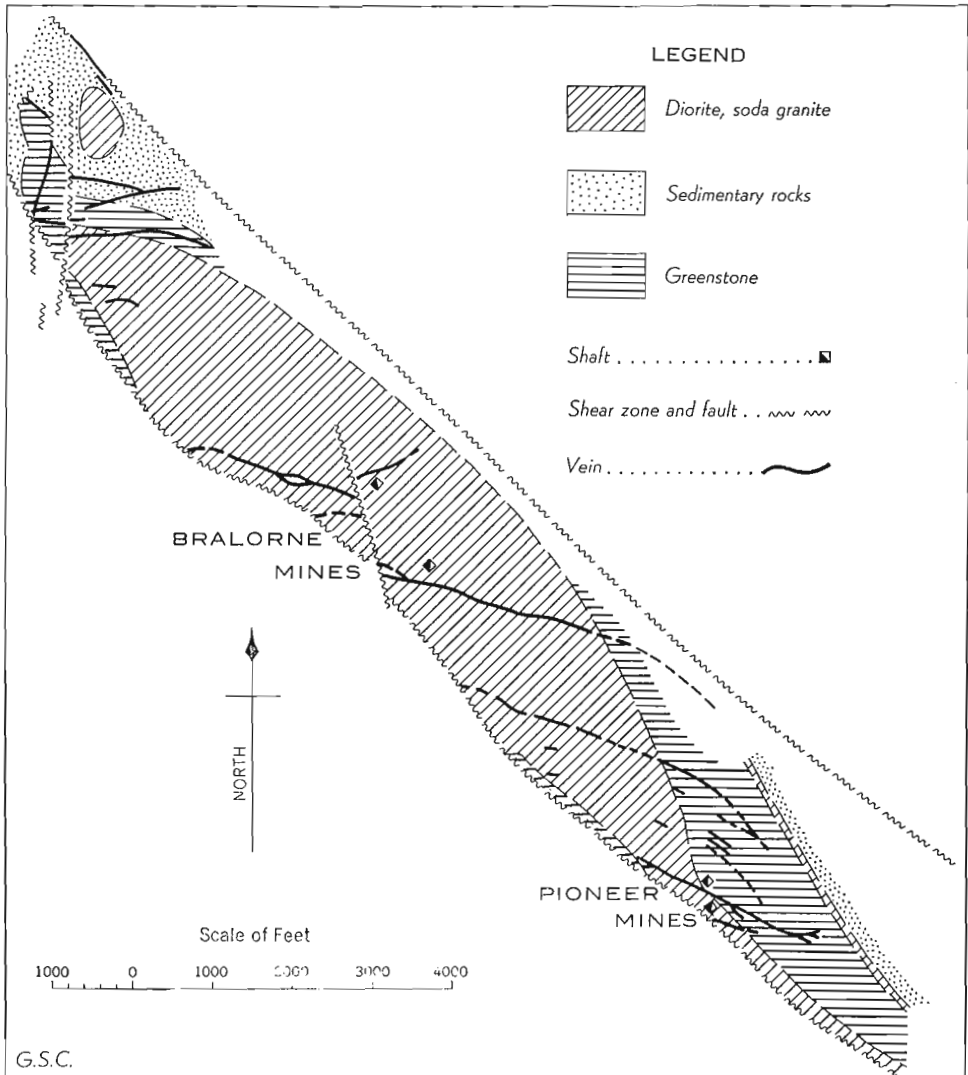 LEGEND
Diorite, soda granite
Sedimentary rocks
Greenstone
Shaft
Shear zone and fault
Vein
BRALORNE
MINES
NORTH
PIONEER
MINES
Scale of Feet
1000 0 1000 2000 3000 4000
G.S.C.